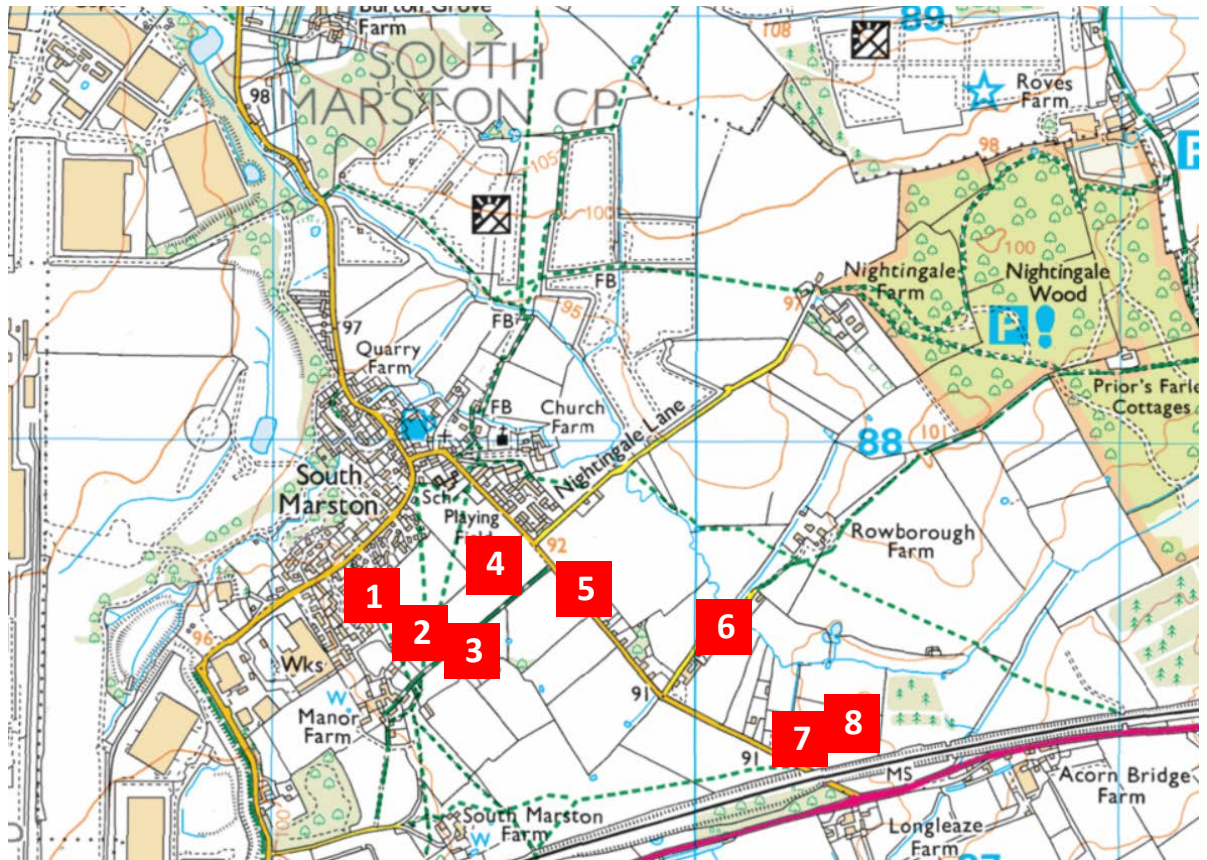 Burton Grove
Farm
SOUTH
MARSTON CP
89
108
Roves
Farm
98
98
P
105
100
100
Nightingale
Farm
Nightingale
Wood
P
97
FB
95
FB
97
Quarry
Farm
FB
Church
Farm
Nightingale Lane
Prior's Farle
Cottages
88
101
South
Marston
Sch
Playing
Field
92
Rowborough
Farm
4
5
1
2
3
6
96
Wks
W
Manor
Farm
91
7
8
91
MS
Acorn Bridge
Farm
100
South Marston
Farm
W
Longleaze
Farm